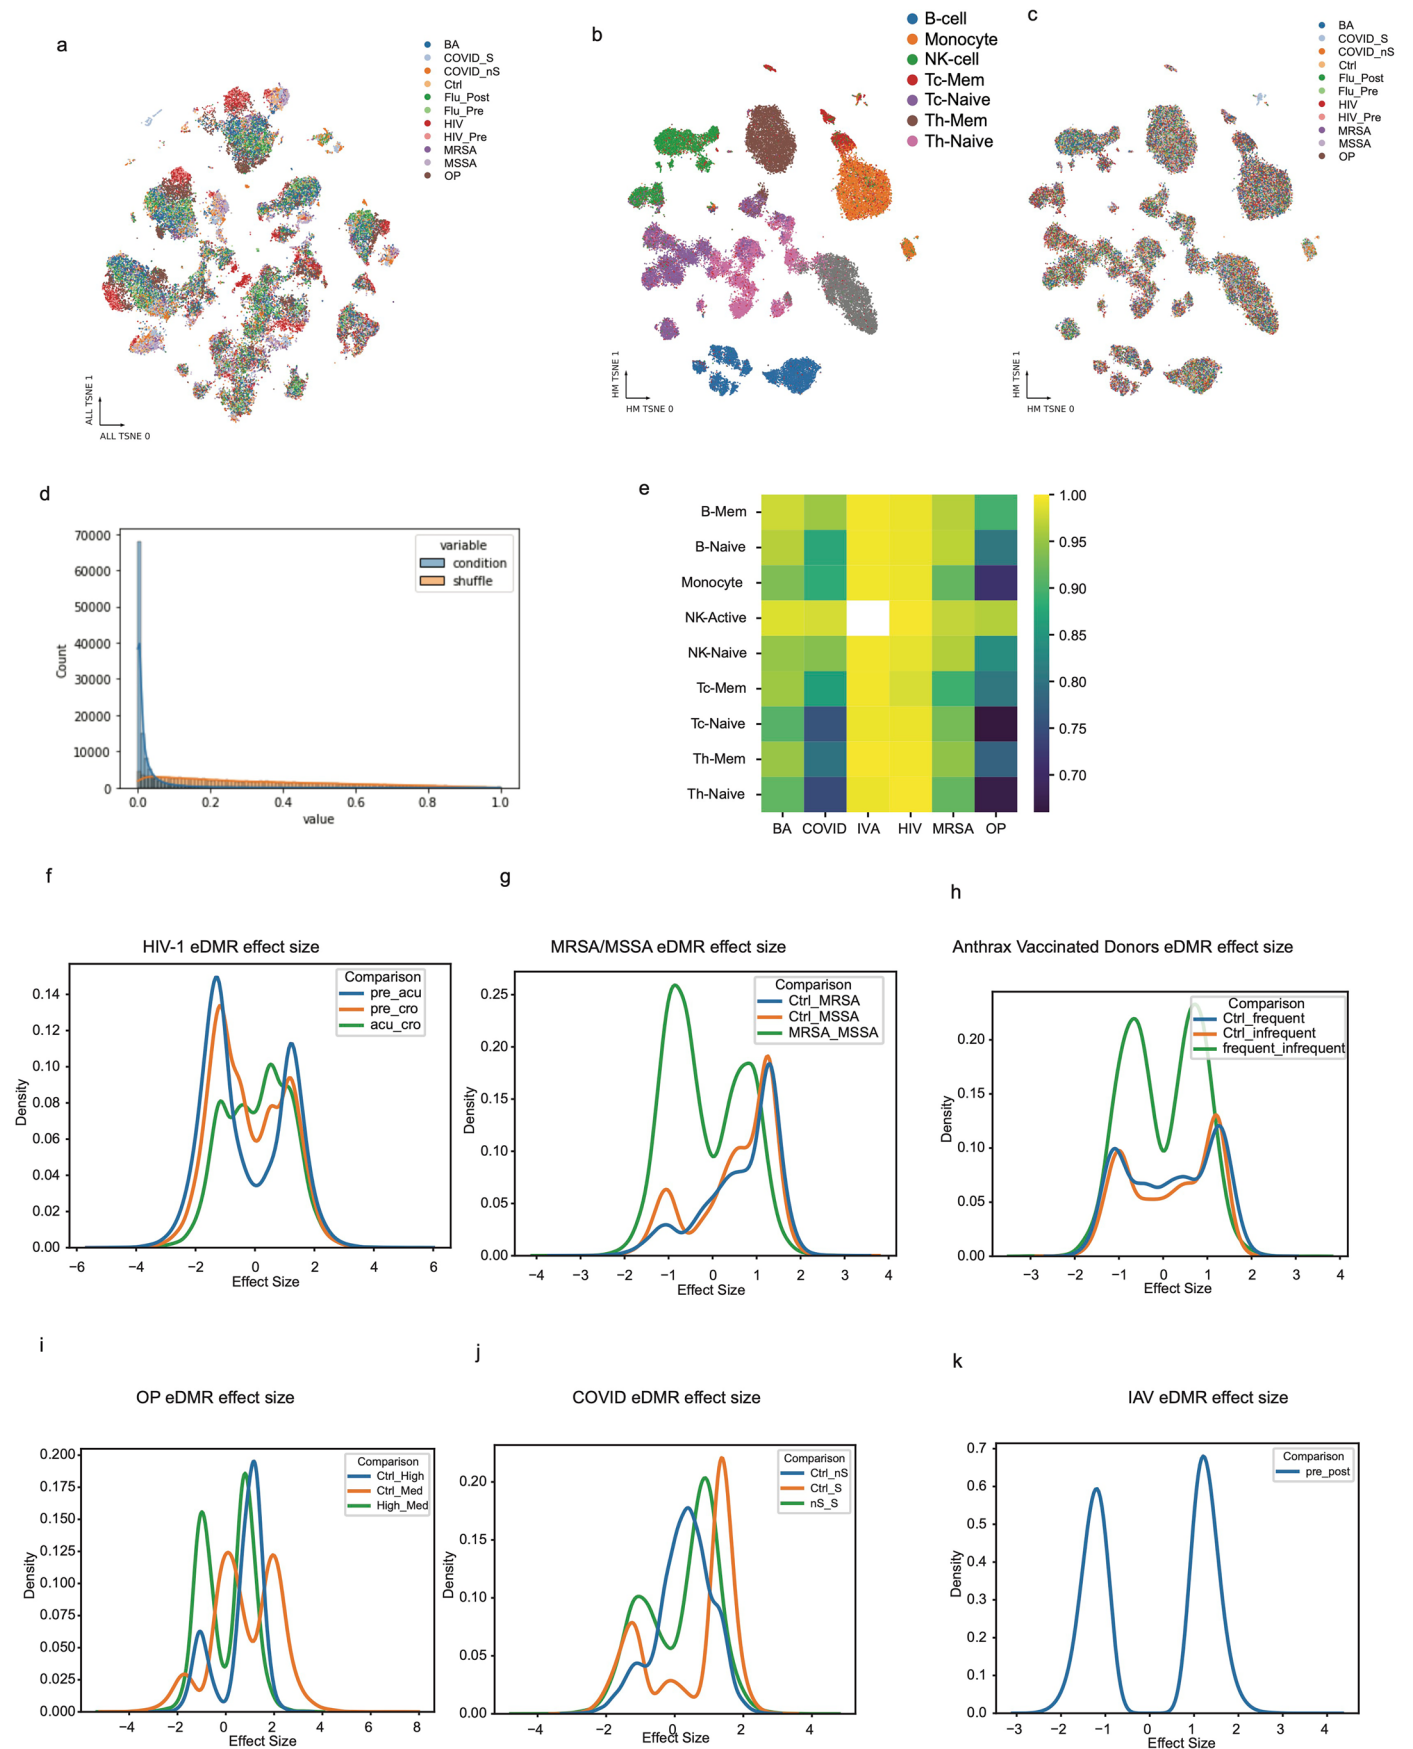 a
BA
COVID_S
COVID_nS
Ctrl
Flu_Post
Flu_Pre
HIV
HIV_Pre
MRSA
MSSA
OP
ALL TSNE 1
ALL TSNE 0
b
B-cell
Monocyte
NK-cell
Tc-Mem
Tc-Naive
Th-Mem
Th-Naive
HM TSNE 1
HM TSNE 0
c
BA
COVID_S
COVID_nS
Ctrl
Flu_Post
Flu_Pre
HIV
HIV_Pre
MRSA
MSSA
OP
HM TSNE 1
HM TSNE 0
d
70000
60000
50000
40000
30000
20000
10000
0
Count
variable
condition
shuffle
0.0 0.2 0.4 0.6 0.8 1.0
value
e
B-Mem
B-Naive
Monocyte
NK-Active
NK-Naive
Tc-Mem
Tc-Naive
Th-Mem
Th-Naive
BA COVID IVA HIV MRSA OP
1.00
0.95
0.90
0.85
0.80
0.75
0.70
f
HIV-1 eDMR effect size
Comparison
pre_acu
pre_cro
acu_cro
0.14
0.12
0.10
0.08
0.06
0.04
0.02
0.00
Density
−6 −4 −2 0 2 4 6
Effect Size
g
MRSA/MSSA eDMR effect size
Comparison
Ctrl_MRSA
Ctrl_MSSA
MRSA_MSSA
0.25
0.20
0.15
0.10
0.05
0.00
Density
−4 −3 −2 −1 0 1 2 3 4
Effect Size
h
Anthrax Vaccinated Donors eDMR effect size
Comparison
Ctrl_frequent
Ctrl_infrequent
frequent_infrequent
0.20
0.15
0.10
0.05
0.00
Density
−3 −2 −1 0 1 2 3 4
Effect Size
i
OP eDMR effect size
Comparison
Ctrl_High
Ctrl_Med
High_Med
0.200
0.175
0.150
0.125
0.100
0.075
0.050
0.025
0.000
Density
−4 −2 0 2 4 6 8
Effect Size
j
COVID eDMR effect size
Comparison
Ctrl_nS
Ctrl_S
nS_S
0.20
0.15
0.10
0.05
0.00
Density
−4 −2 0 2 4
Effect Size
k
IAV eDMR effect size
Comparison
pre_post
0.7
0.6
0.5
0.4
0.3
0.2
0.1
0.0
Density
−3 −2 −1 0 1 2 3 4
Effect Size